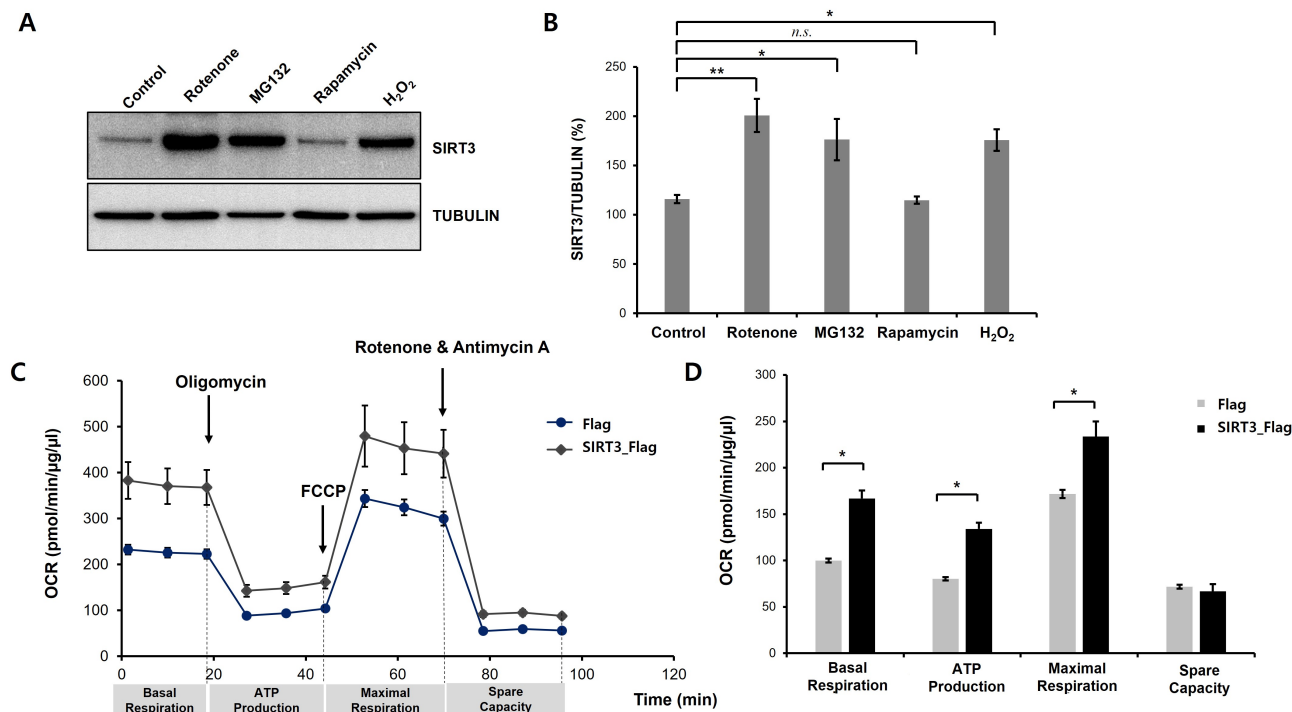 A
Control
Rotenone
MG132
Rapamycin
H₂O₂
SIRT3
TUBULIN
B
*
n.s.
*
**
SIRT3/TUBULIN (%)
250
200
150
100
50
0
Control
Rotenone
MG132
Rapamycin
H₂O₂
C
Rotenone & Antimycin A
Oligomycin
FCCP
Flag
SIRT3_Flag
OCR (pmol/min/µg/µl)
600
500
400
300
200
100
0
0
20
40
60
80
100
120
Time (min)
Basal
Respiration
ATP
Production
Maximal
Respiration
Spare
Capacity
D
OCR (pmol/min/µg/µl)
300
250
200
150
100
50
0
*
*
*
Flag
SIRT3_Flag
Basal
Respiration
ATP
Production
Maximal
Respiration
Spare
Capacity